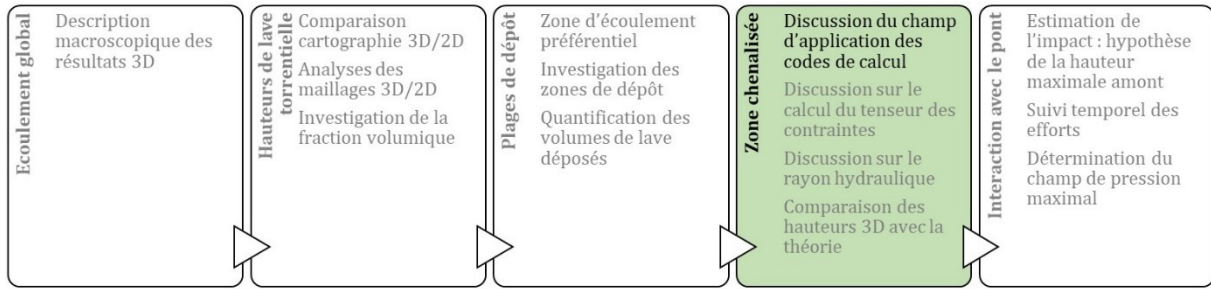 Ecoulement global
Description
macroscopique des
résultats 3D
Hauteurs de lave
torrentielle
Comparaison
cartographie 3D/2D
Analyses des
maillages 3D/2D
Investigation de la
fraction volumique
Plages de dépôt
Zone d'écoulement
préférentiel
Investigation des
zones de dépôt
Quantification des
volumes de lave
déposés
Zone chenalisée
Discussion du champ
d'application des
codes de calcul
Discussion sur le
calcul du tenseur des
contraintes
Discussion sur le
rayon hydraulique
Comparaison des
hauteurs 3D avec la
théorie
Interaction avec le pont
Estimation de
l'impact : hypothèse
de la hauteur
maximale amont
Suivi temporel des
efforts
Détermination du
champ de pression
maximal